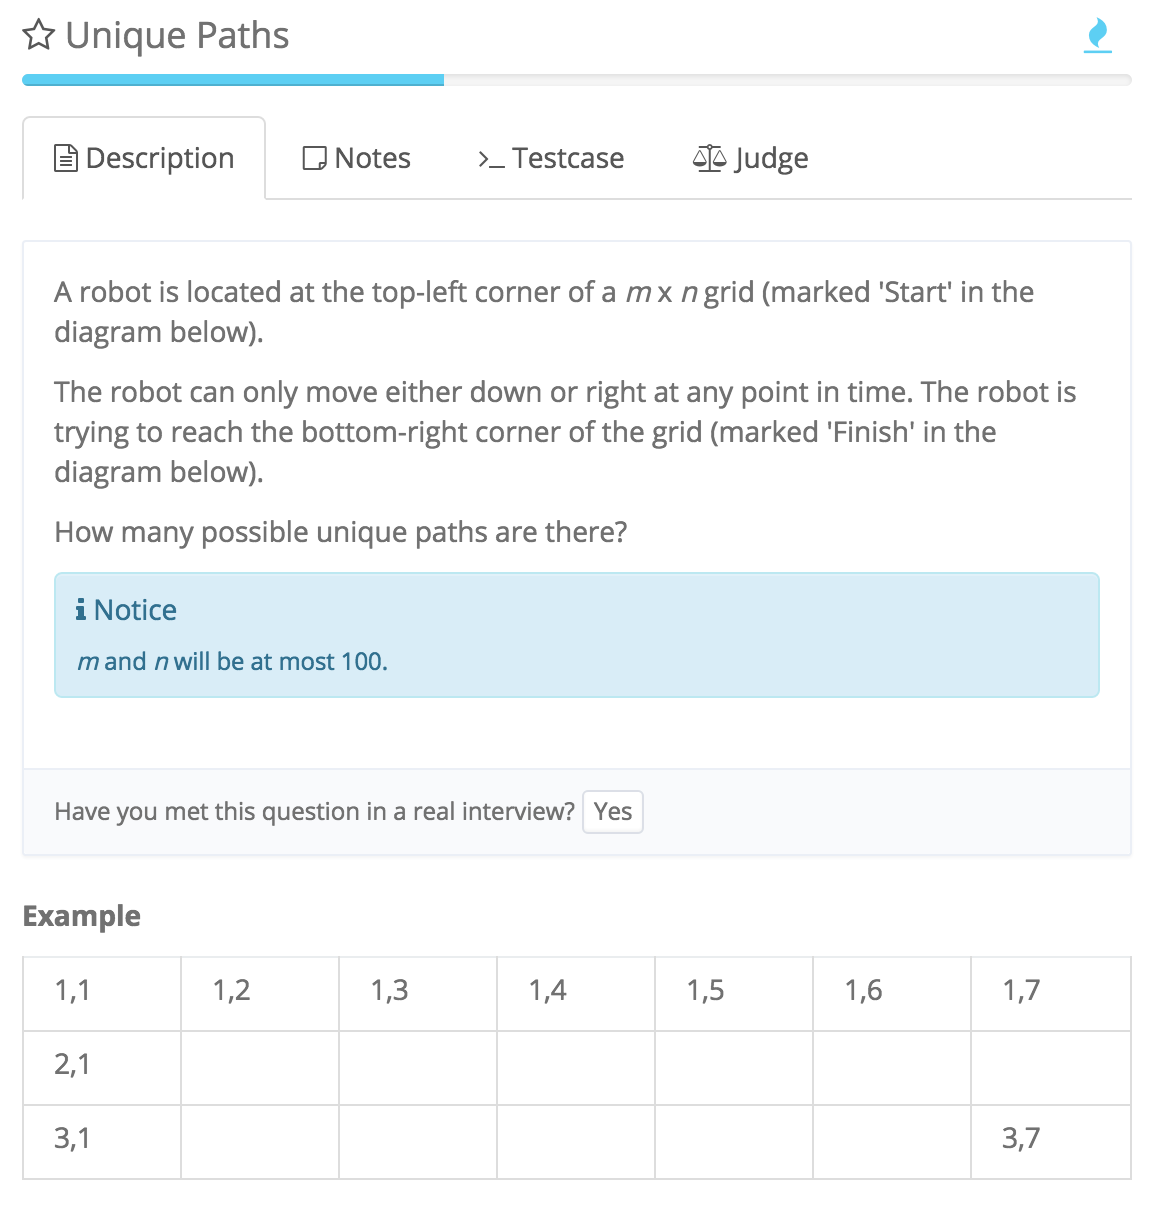 Unique Paths
Description Notes Testcase Judge
A robot is located at the top-left corner of a m x n grid (marked 'Start' in the
diagram below).
The robot can only move either down or right at any point in time. The robot is
trying to reach the bottom-right corner of the grid (marked 'Finish' in the
diagram below).
How many possible unique paths are there?
Notice
m and n will be at most 100.
Have you met this question in a real interview? Yes
Example
1,1 1,2 1,3 1,4 1,5 1,6 1,7
2,1
3,1 3,7